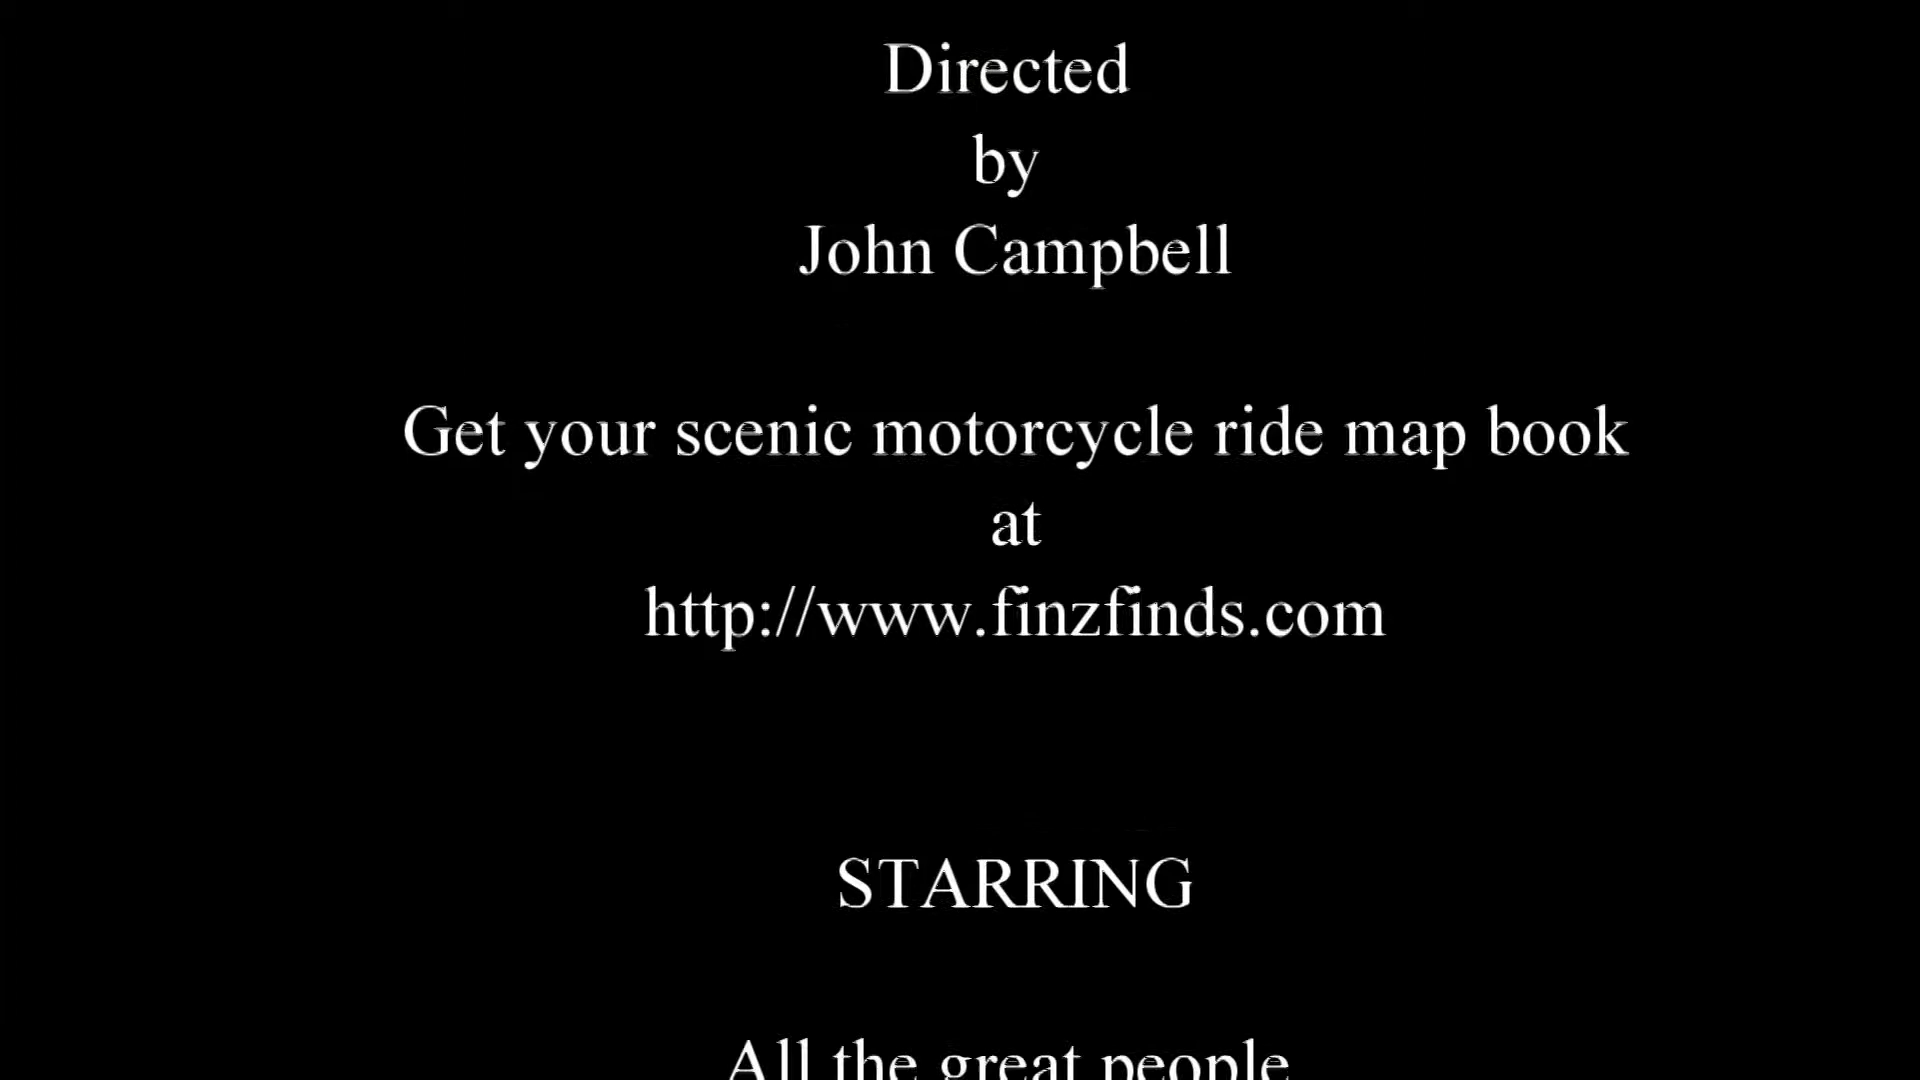 Directed
by
John Campbell
Get your scenic motorcycle ride map book
at
http://www.finzfinds.com
STARRING
All the great people